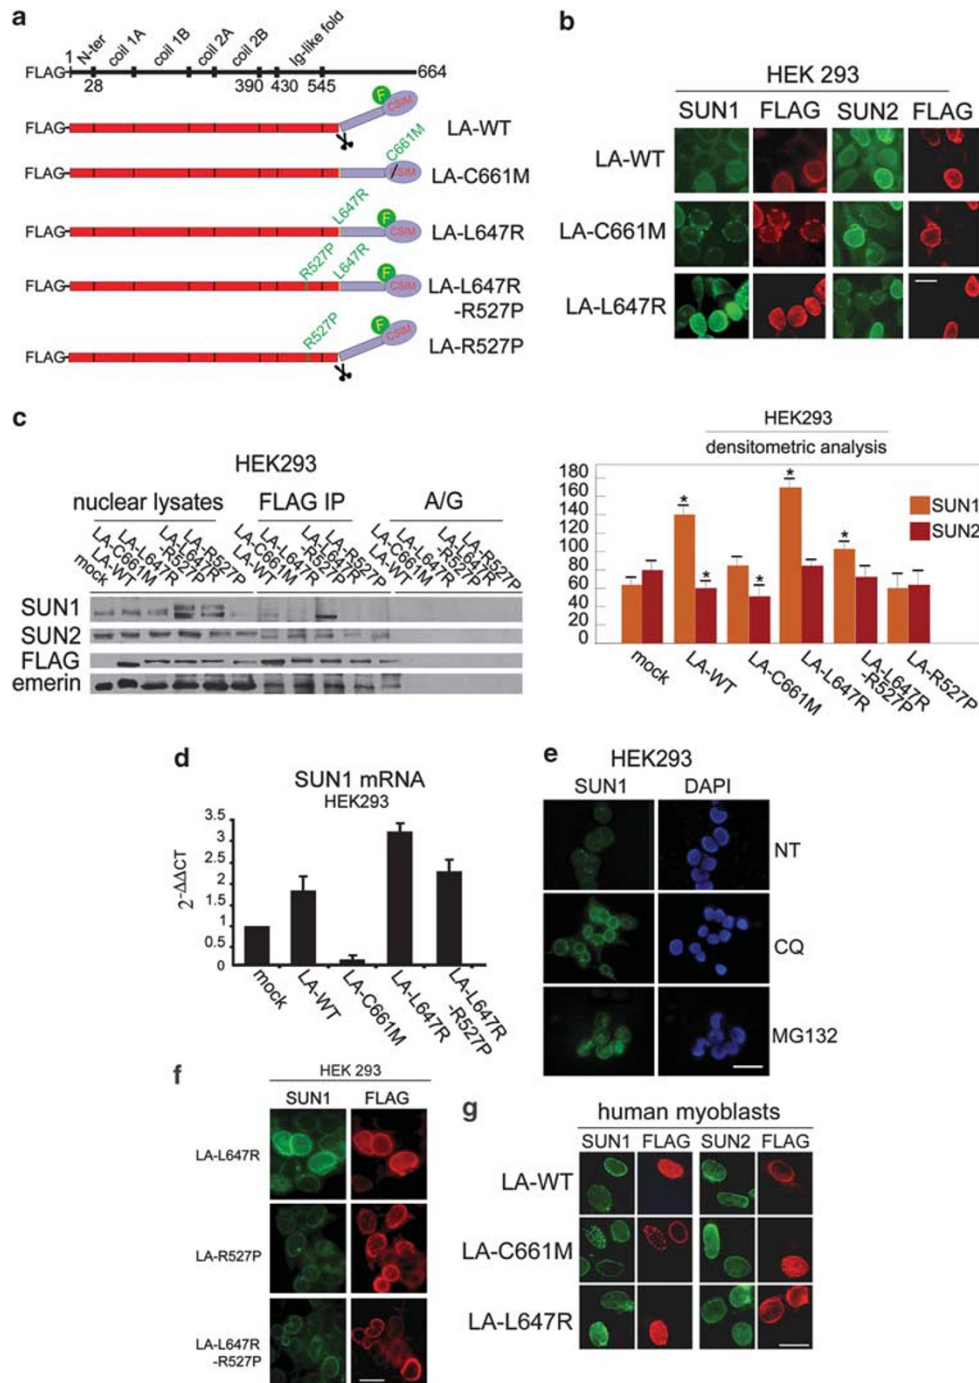 a
1
N-ter
coil 1A
coil 1B
coil 2A
coil 2B
Ig-like fold
FLAG
28
390
430
545
664
FLAG
F
CSIM
LA-WT
C661M
FLAG
CSIM
LA-C661M
L647R
FLAG
F
CSIM
LA-L647R
R527P
L647R
FLAG
F
CSIM
LA-L647R
-R527P
R527P
FLAG
F
CSIM
LA-R527P
b
HEK 293
SUN1 FLAG SUN2 FLAG
LA-WT
LA-C661M
LA-L647R
c
HEK293
nuclear lysates FLAG IP A/G
mock
LA-WT
LA-C661M
LA-L647R
LA-L647R
-R527P
LA-R527P
LA-WT
LA-C661M
LA-L647R
LA-L647R
-R527P
LA-R527P
LA-WT
LA-C661M
LA-L647R
LA-L647R
-R527P
LA-R527P
SUN1
SUN2
FLAG
emerin
HEK293
densitometric analysis
180
160
140
120
100
80
60
40
20
0
* * * * *
SUN1
SUN2
mock
LA-WT
LA-C661M
LA-L647R
LA-L647R
-R527P
LA-R527P
d
SUN1 mRNA
HEK293
2-ΔΔCT
3.5
3
2.5
2
1.5
1
0.5
0
mock
LA-WT
LA-C661M
LA-L647R
LA-L647R
-R527P
e
HEK293
SUN1 DAPI
NT
CQ
MG132
f
HEK 293
SUN1 FLAG
LA-L647R
LA-R527P
LA-L647R
-R527P
g
human myoblasts
SUN1 FLAG SUN2 FLAG
LA-WT
LA-C661M
LA-L647R